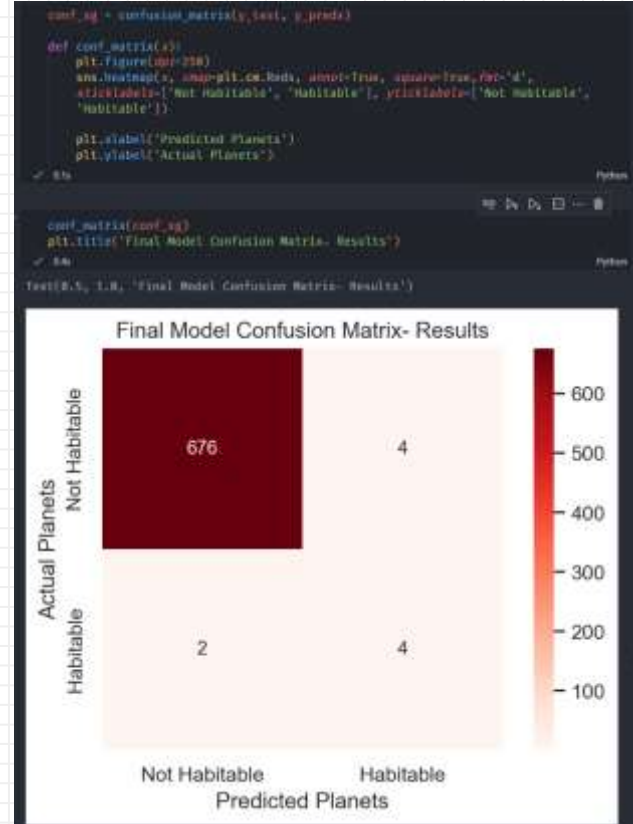 conf_xg = confusion_matrix(y_test, y_predx)
def conf_matrix(x):
plt.figure(dpi=250)
sns.heatmap(x, cmap=plt.cm.Reds, annot=True, square=True,fmt='d',
xticklabels=['Not Habitable', 'Habitable'], yticklabels=['Not Habitable',
'Habitable'])
plt.xlabel('Predicted Planets')
plt.ylabel('Actual Planets')
Python
conf_matrix(conf_xg)
plt.title('Final Model Confusion Matrix- Results')
Python
Text(0.5, 1.0, 'Final Model Confusion Matrix- Results')
Final Model Confusion Matrix- Results
Actual Planets
Not Habitable
Habitable
676
4
2
4
Not Habitable
Habitable
Predicted Planets
600
500
400
300
200
100